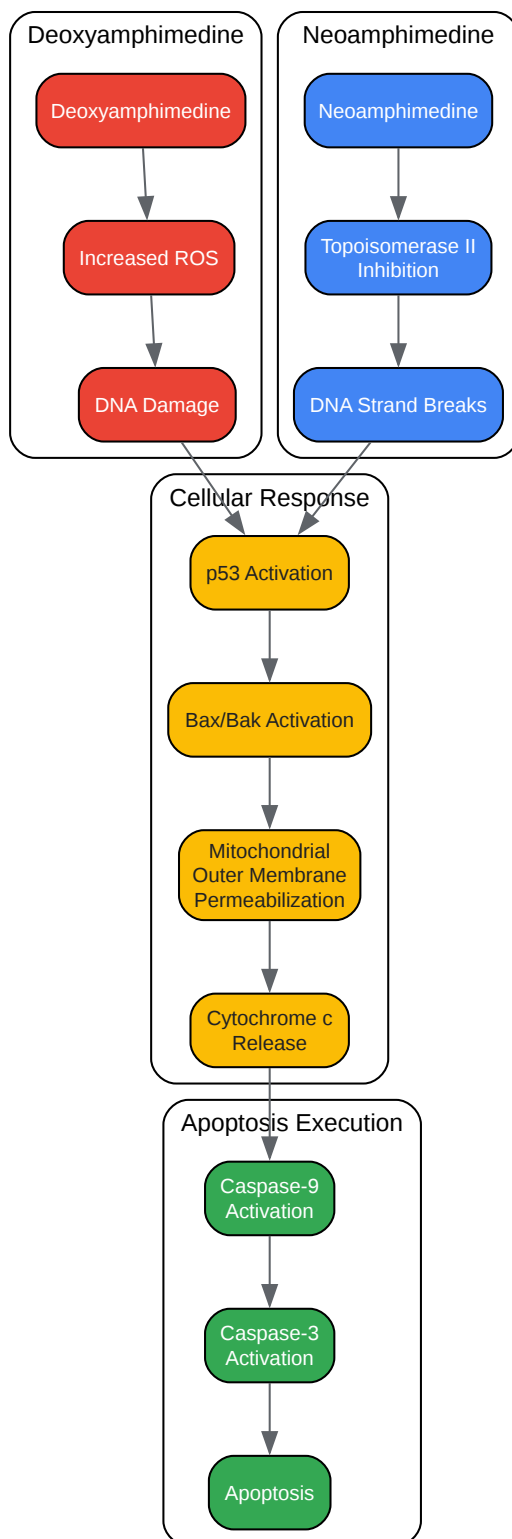 Deoxyamphimedine
Neoamphimedine
Deoxyamphimedine
Neoamphimedine
Increased ROS
Topoisomerase II
Inhibition
DNA Damage
DNA Strand Breaks
Cellular Response
p53 Activation
Bax/Bak Activation
Mitochondrial
Outer Membrane
Permeabilization
Cytochrome c
Release
Apoptosis Execution
Caspase-9
Activation
Caspase-3
Activation
Apoptosis